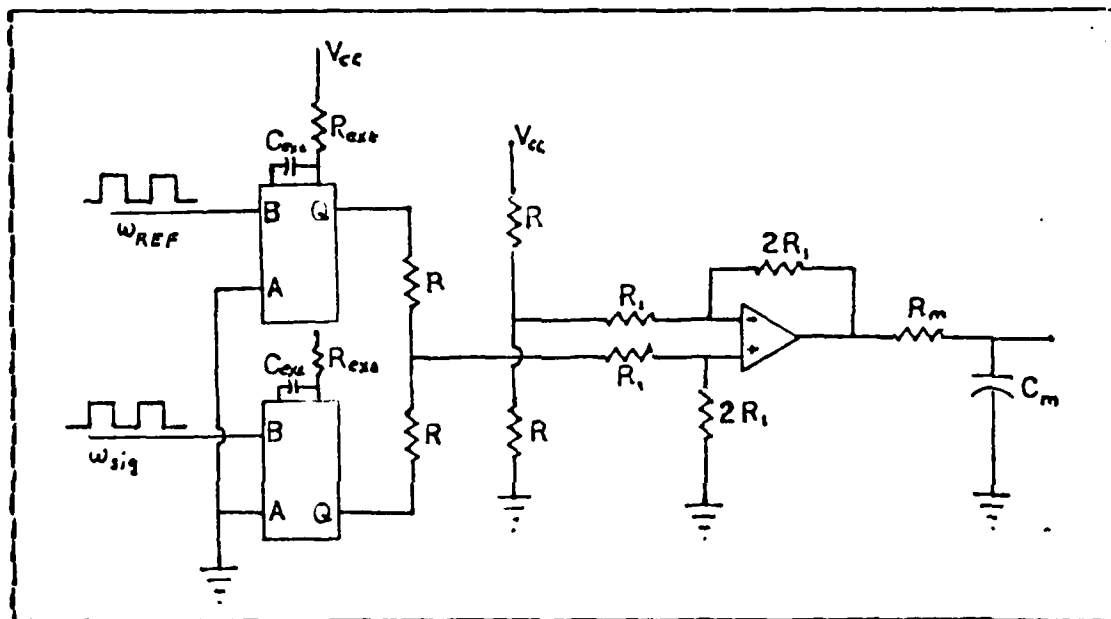 Vcc
Rext
Cext
B
Q
ωREF
A
Rext
Cext
B
ωsig
A
Q
R
R
Vcc
R
R
R₁
R₁
2R₁
-
+
2R₁
Rm
Cm